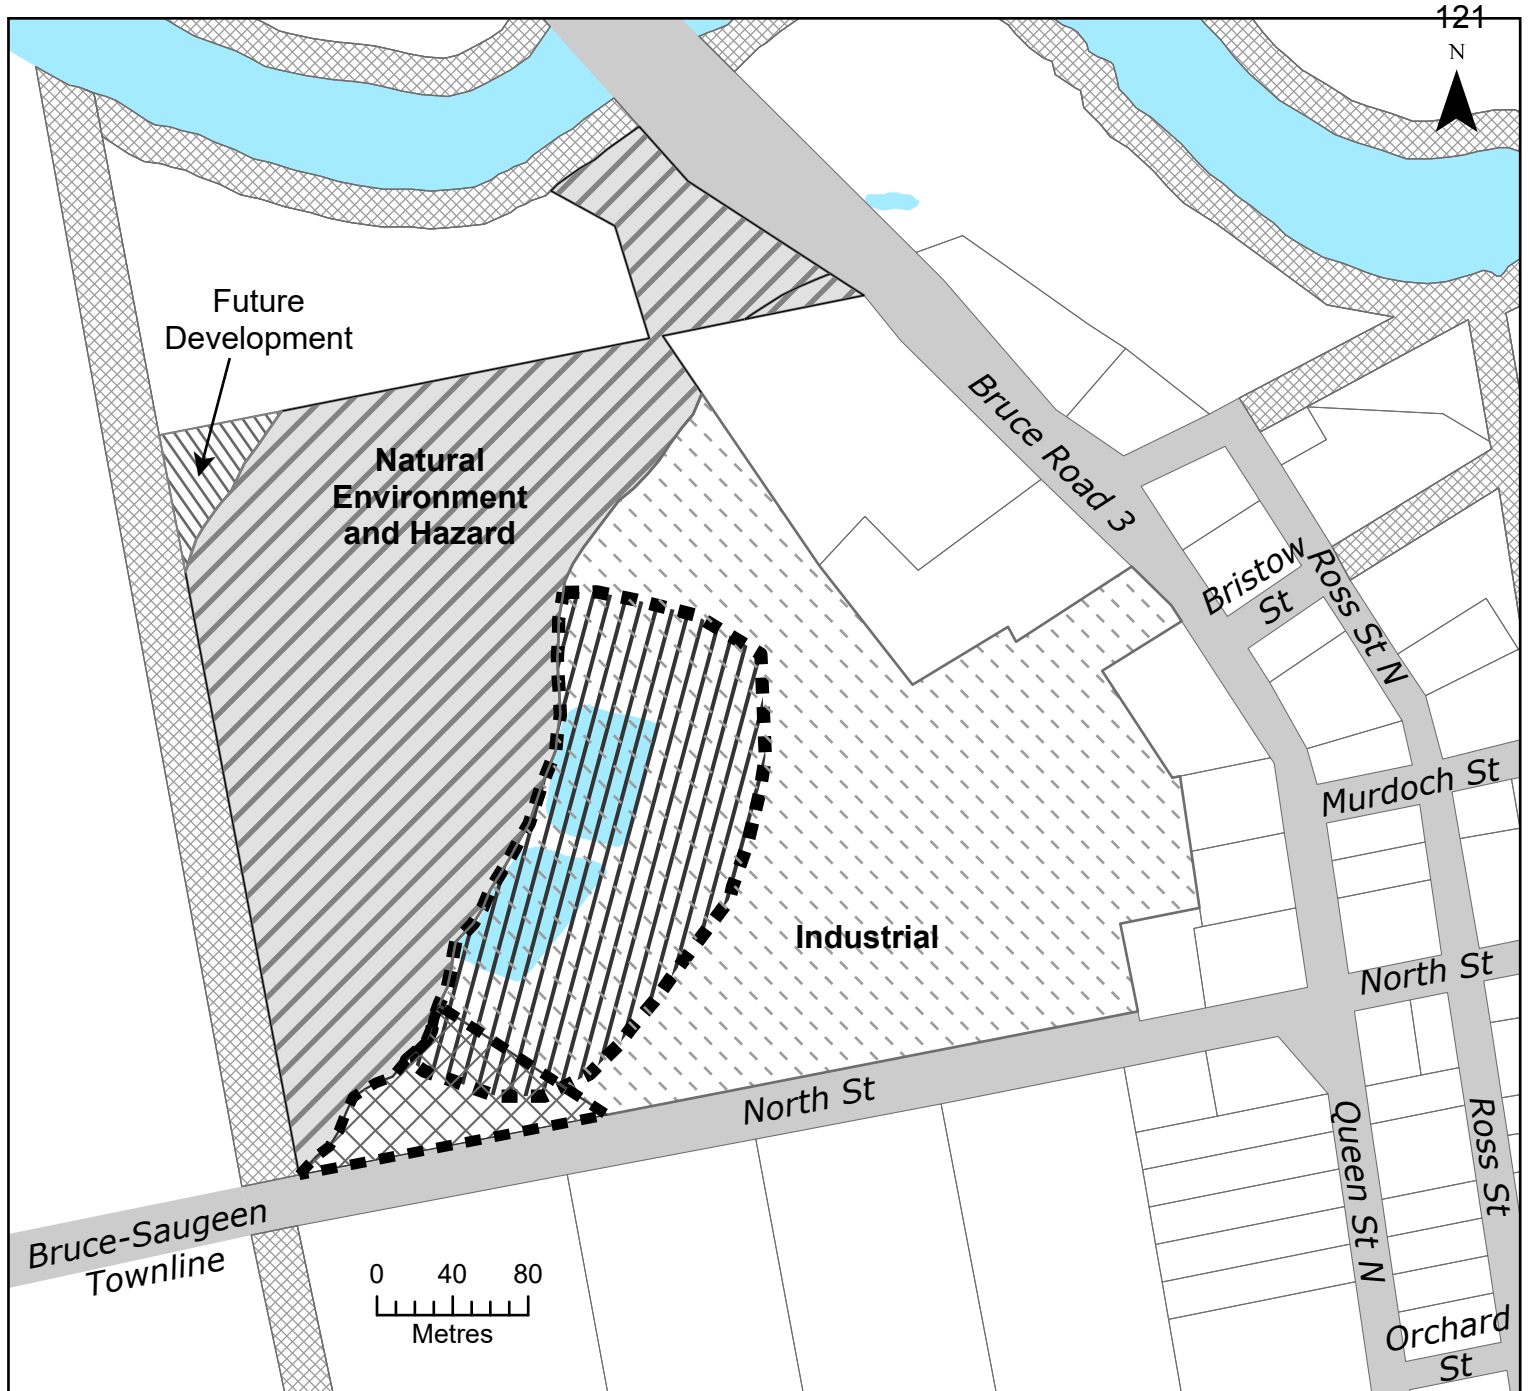 121
N
Future
Development
Bruce Road 3
Natural
Environment
and Hazard
Bristow
St
Ross St N
Murdoch St
Industrial
North St
North St
Queen St N
Ross St
Bruce-Saugeen
Townline
0 40 80
Metres
Orchard
St